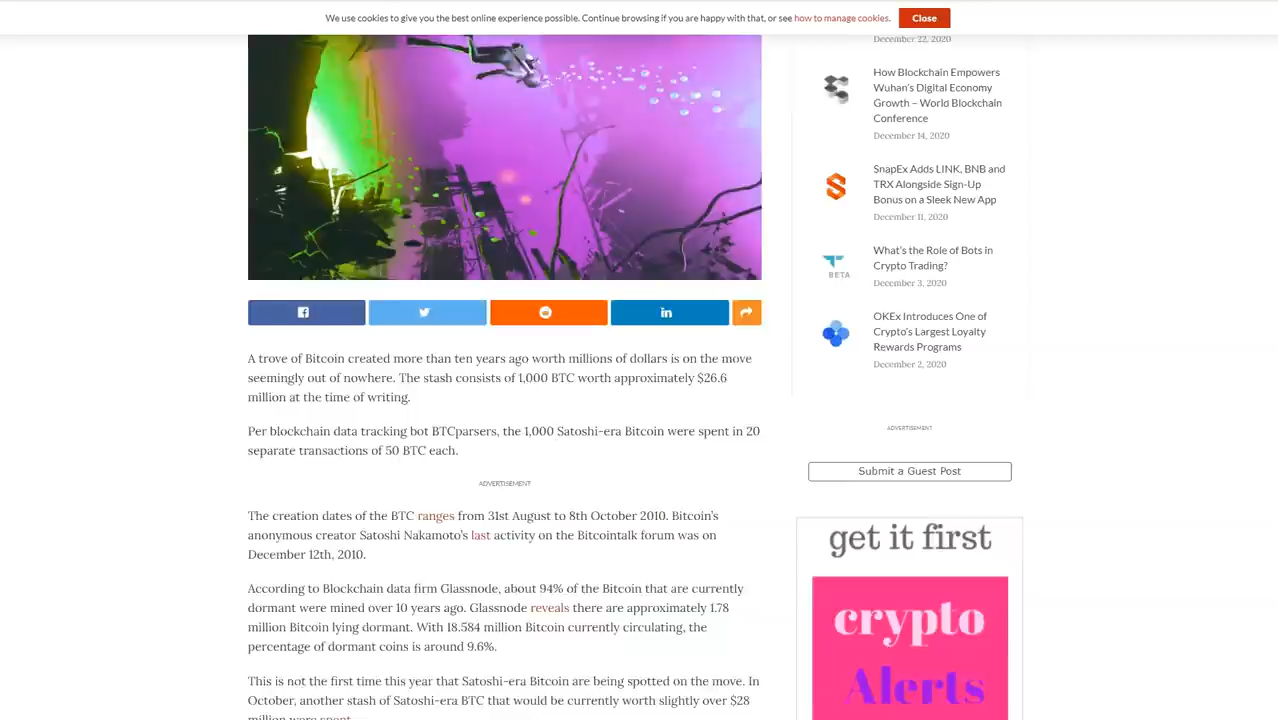 We use cookies to give you the best online experience possible. Continue browsing if you are happy with that, or see how to manage cookies.
Close
A trove of Bitcoin created more than ten years ago worth millions of dollars is on the move
seemingly out of nowhere. The stash consists of 1,000 BTC worth approximately $26.6
million at the time of writing.
Per blockchain data tracking bot BTCparsers, the 1,000 Satoshi-era Bitcoin were spent in 20
separate transactions of 50 BTC each.
ADVERTISEMENT
The creation dates of the BTC ranges from 31st August to 8th October 2010. Bitcoin's
anonymous creator Satoshi Nakamoto's last activity on the Bitcointalk forum was on
December 12th, 2010.
According to Blockchain data firm Glassnode, about 94% of the Bitcoin that are currently
dormant were mined over 10 years ago. Glassnode reveals there are approximately 1.78
million Bitcoin lying dormant. With 18.584 million Bitcoin currently circulating, the
percentage of dormant coins is around 9.6%.
This is not the first time this year that Satoshi-era Bitcoin are being spotted on the move. In
October, another stash of Satoshi-era BTC that would be currently worth slightly over $28
million were spent
December 22, 2020
How Blockchain Empowers
Wuhan's Digital Economy
Growth – World Blockchain
Conference
December 14, 2020
SnapEx Adds LINK, BNB and
TRX Alongside Sign-Up
Bonus on a Sleek New App
December 11, 2020
BETA
What's the Role of Bots in
Crypto Trading?
December 3, 2020
OKEx Introduces One of
Crypto's Largest Loyalty
Rewards Programs
December 2, 2020
ADVERTISEMENT
Submit a Guest Post
get it first
crypto
Alerts